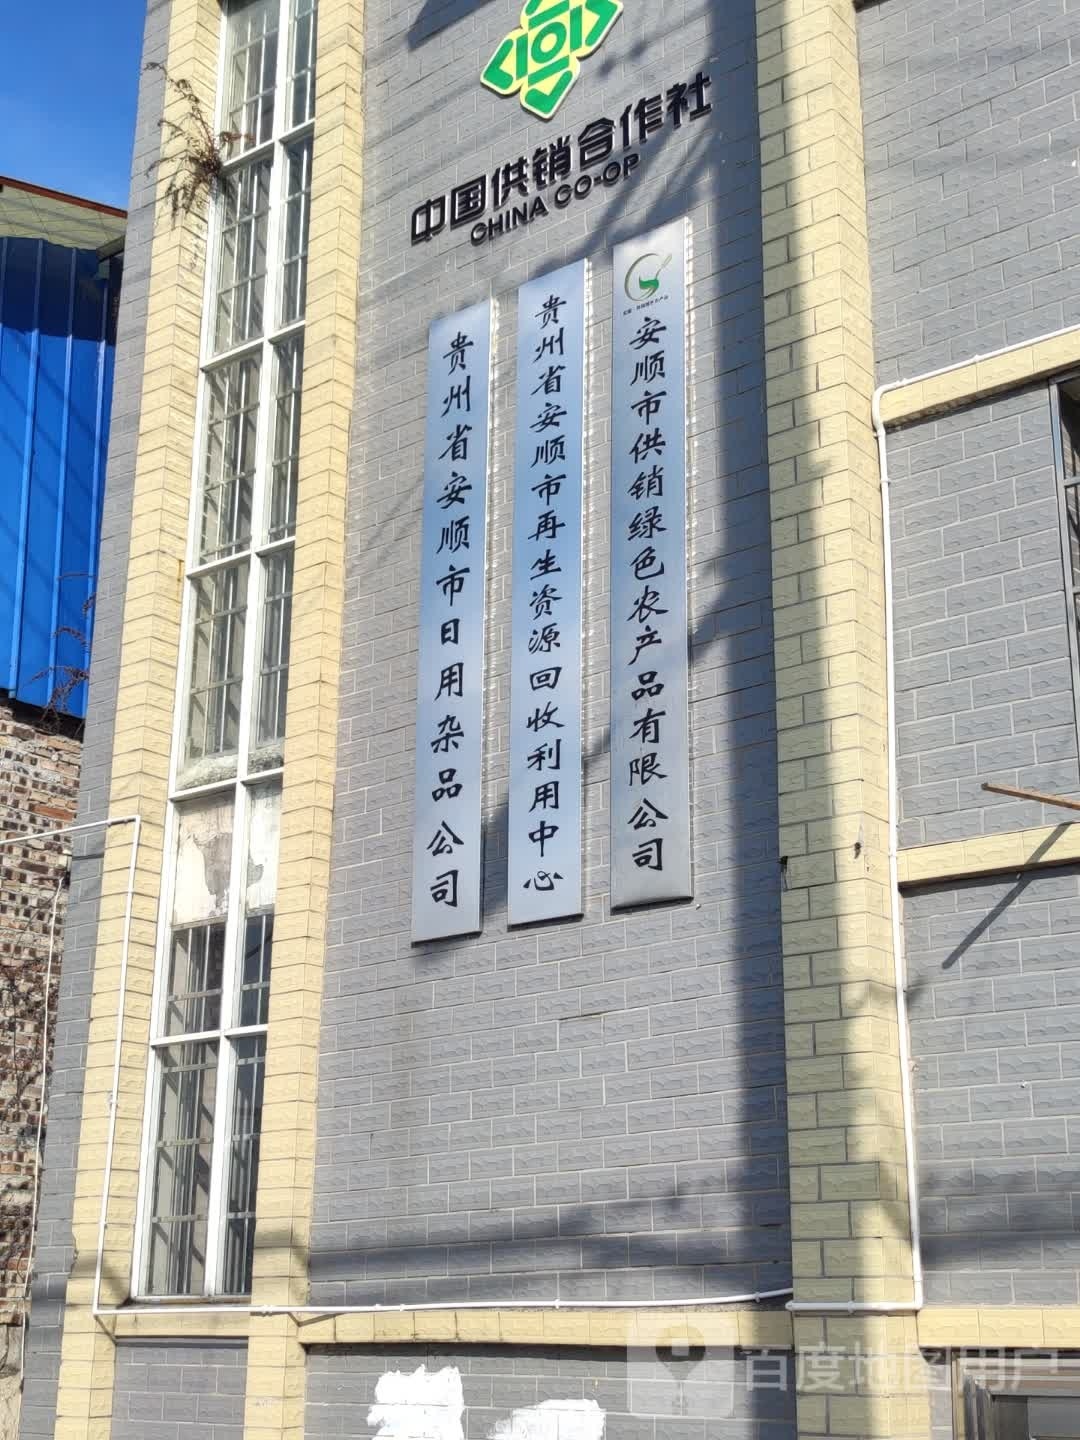 中国供销合作社
CHINA CO-OP
贵州省安顺市日用杂品公司
贵州省安顺市再生资源回收利用中心
安顺市供销绿色农产品有限公司
百度地图用户